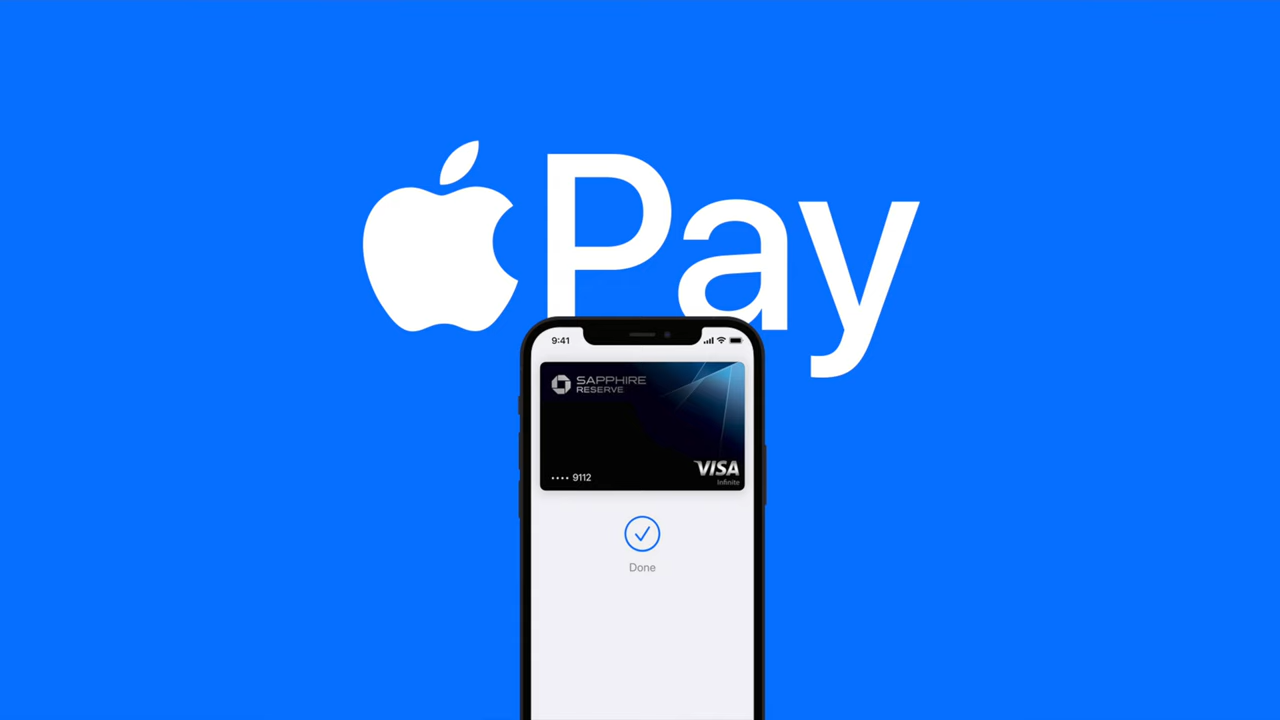 Pay
9:41
SAPPHIRE
RESERVE
VISA
•••• 9112
Infinite
Done